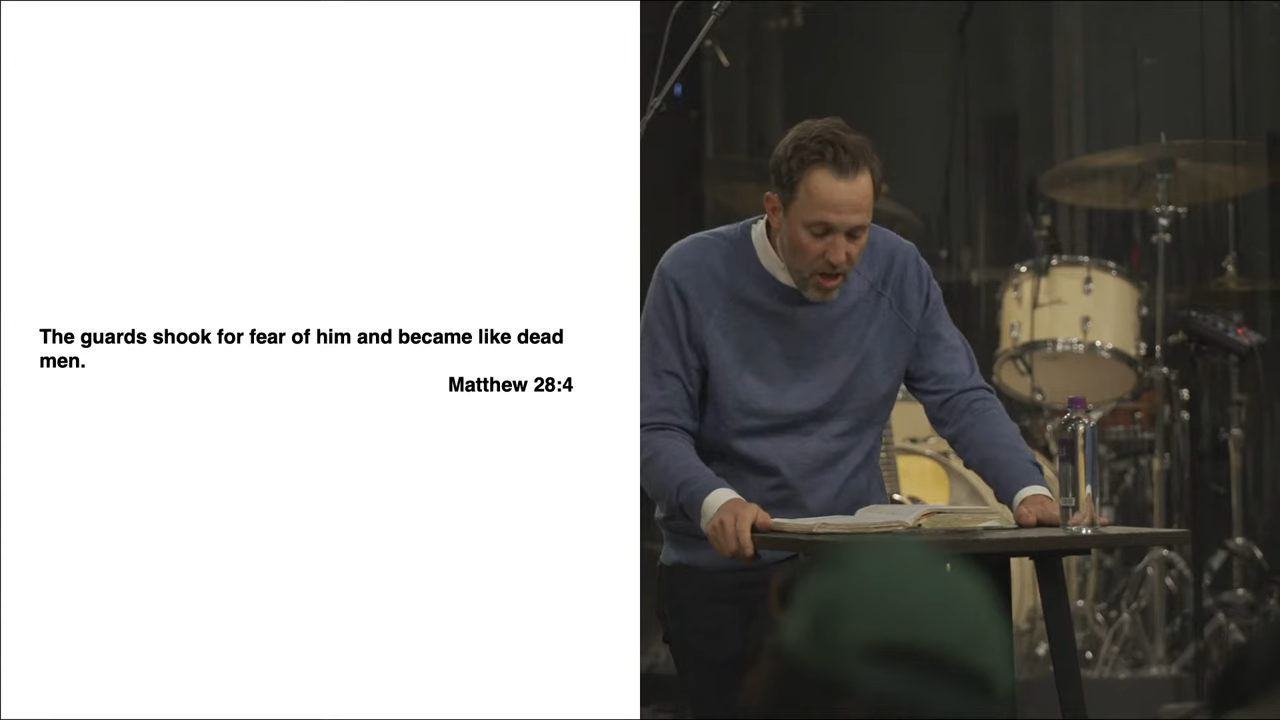 The guards shook for fear of him and became like dead
men.
Matthew 28:4